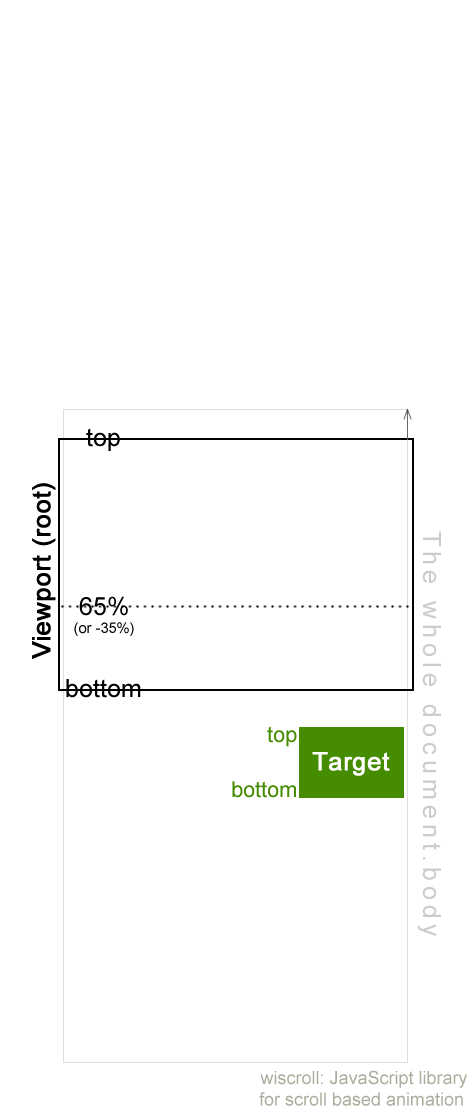 top
Viewport (root)
65%
(or -35%)
bottom
top
Target
bottom
The whole document.body
wiscroll: JavaScript library
for scroll based animation